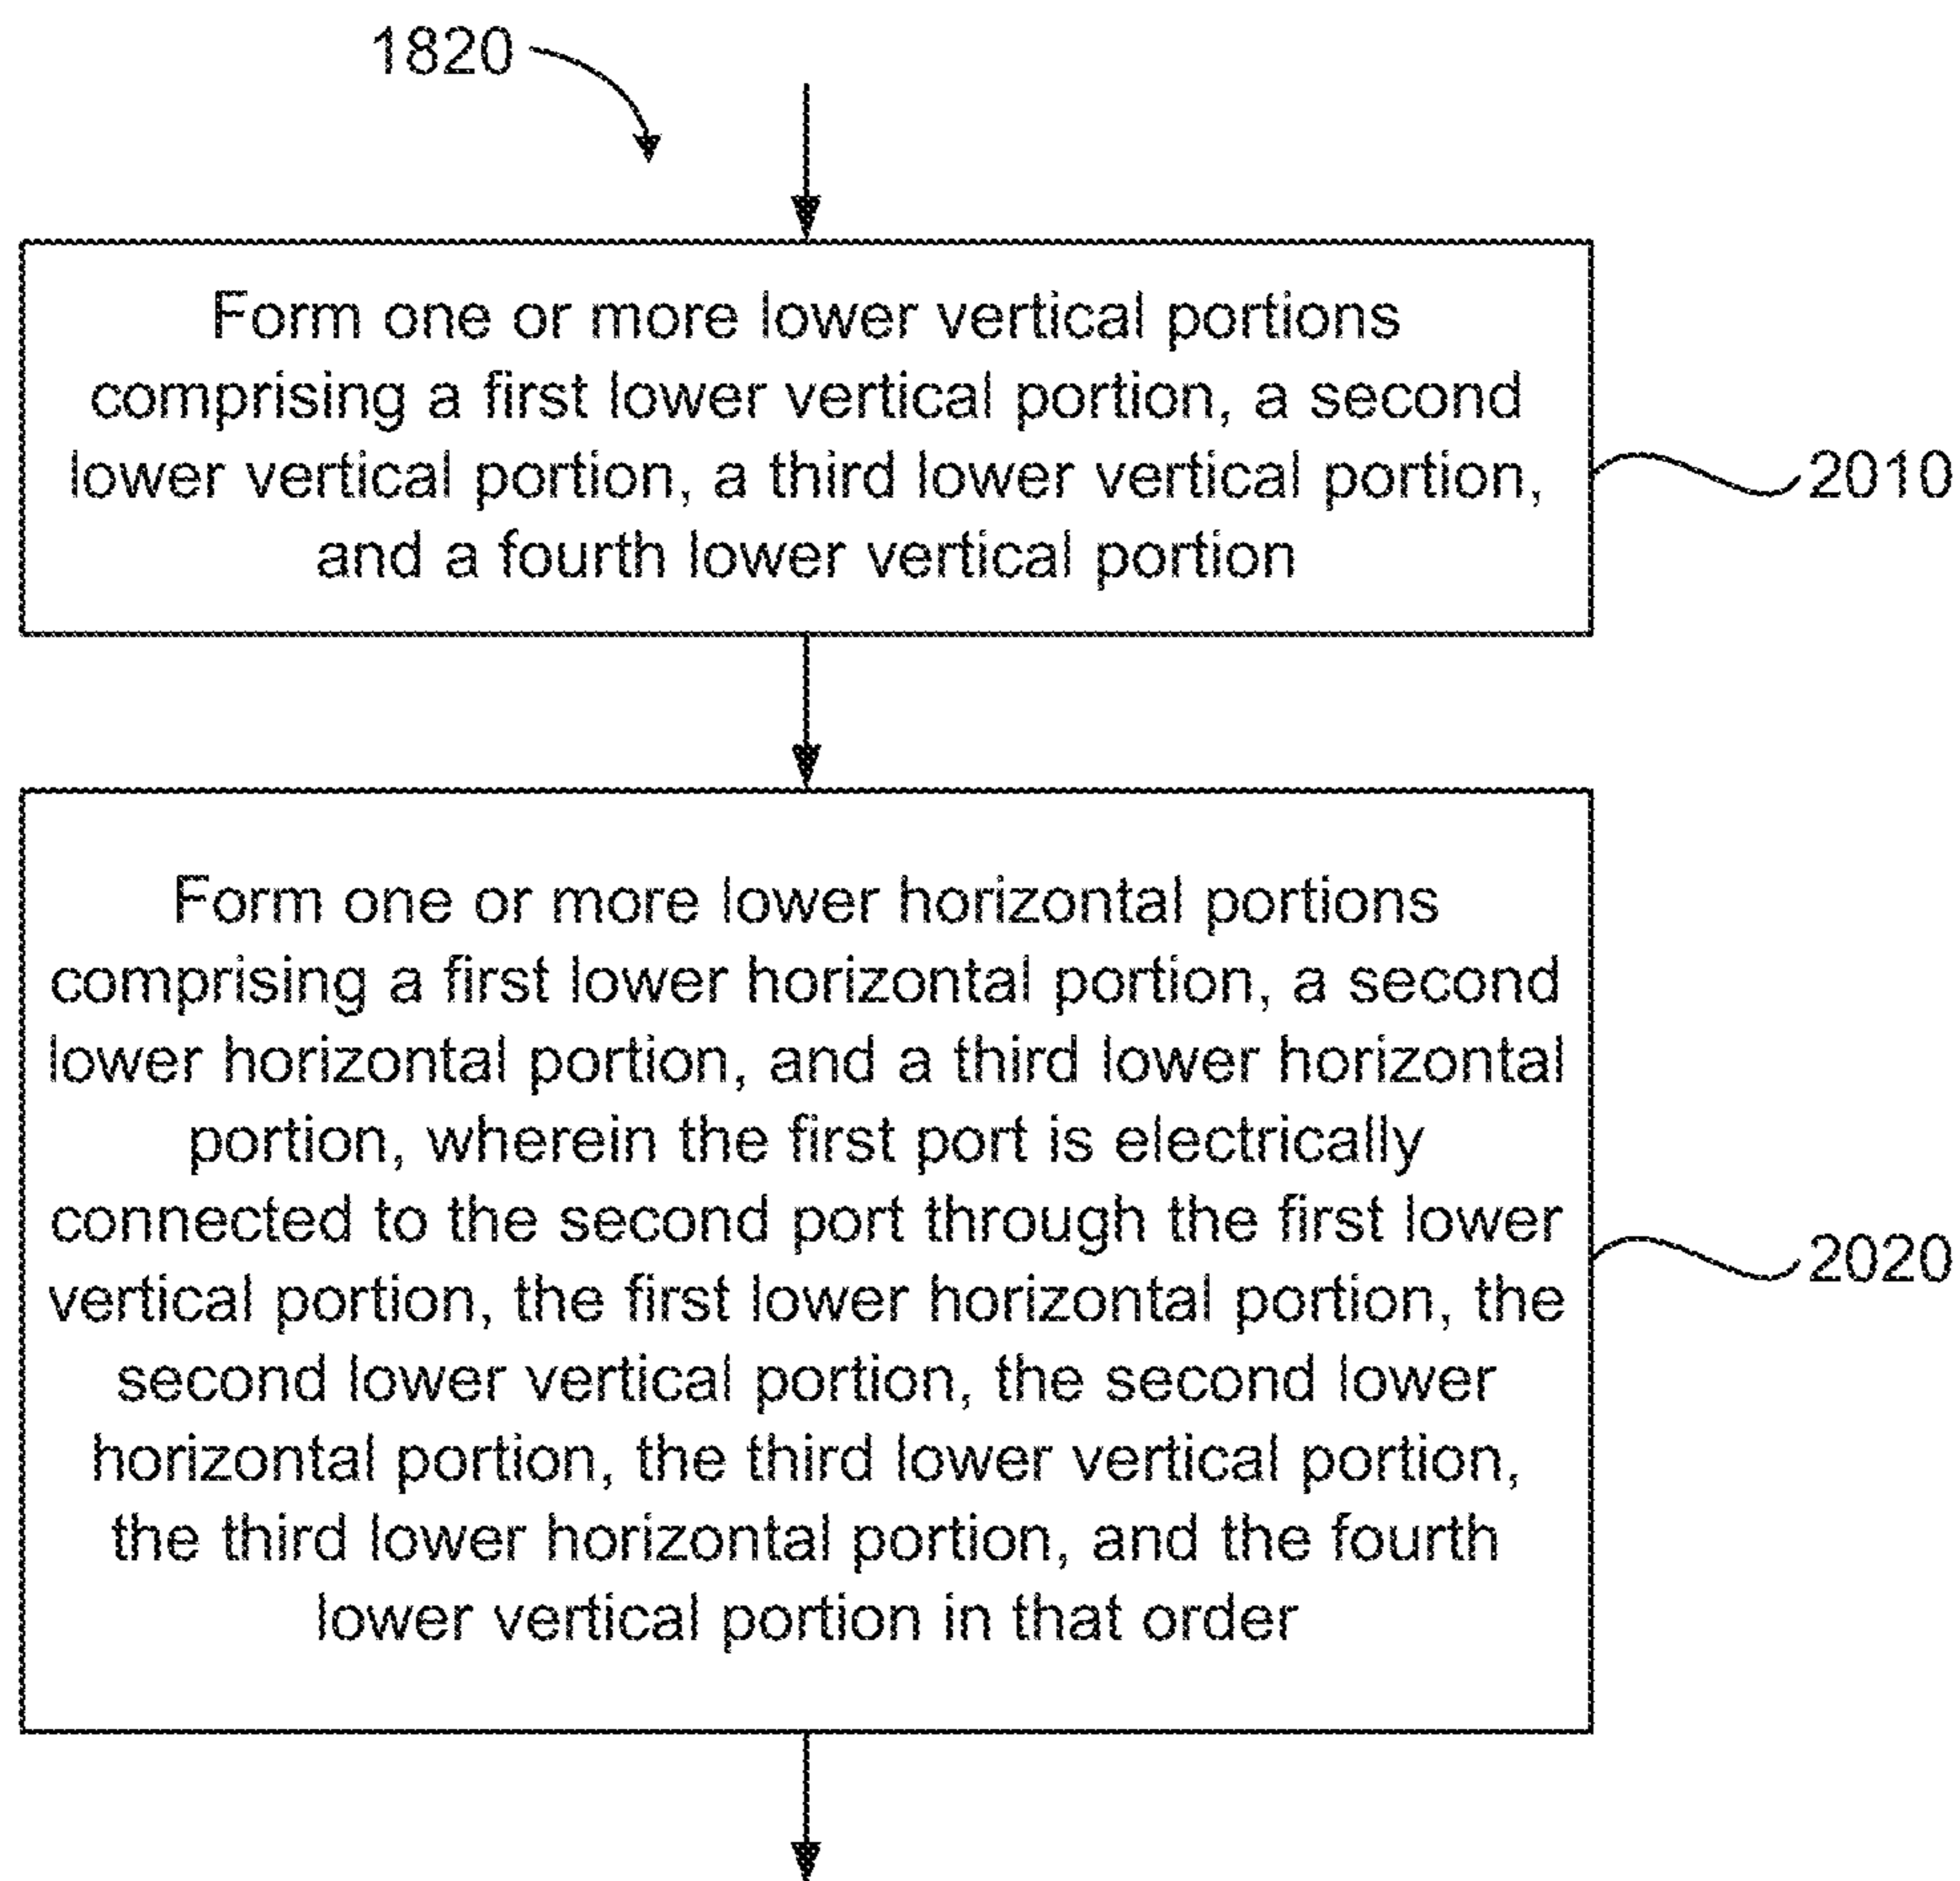 1820
Form one or more lower vertical portions
comprising a first lower vertical portion, a second
lower vertical portion, a third lower vertical portion,
and a fourth lower vertical portion
2010
Form one or more lower horizontal portions
comprising a first lower horizontal portion, a second
lower horizontal portion, and a third lower horizontal
portion, wherein the first port is electrically
connected to the second port through the first lower
vertical portion, the first lower horizontal portion, the
second lower vertical portion, the second lower
horizontal portion, the third lower vertical portion,
the third lower horizontal portion, and the fourth
lower vertical portion in that order
2020